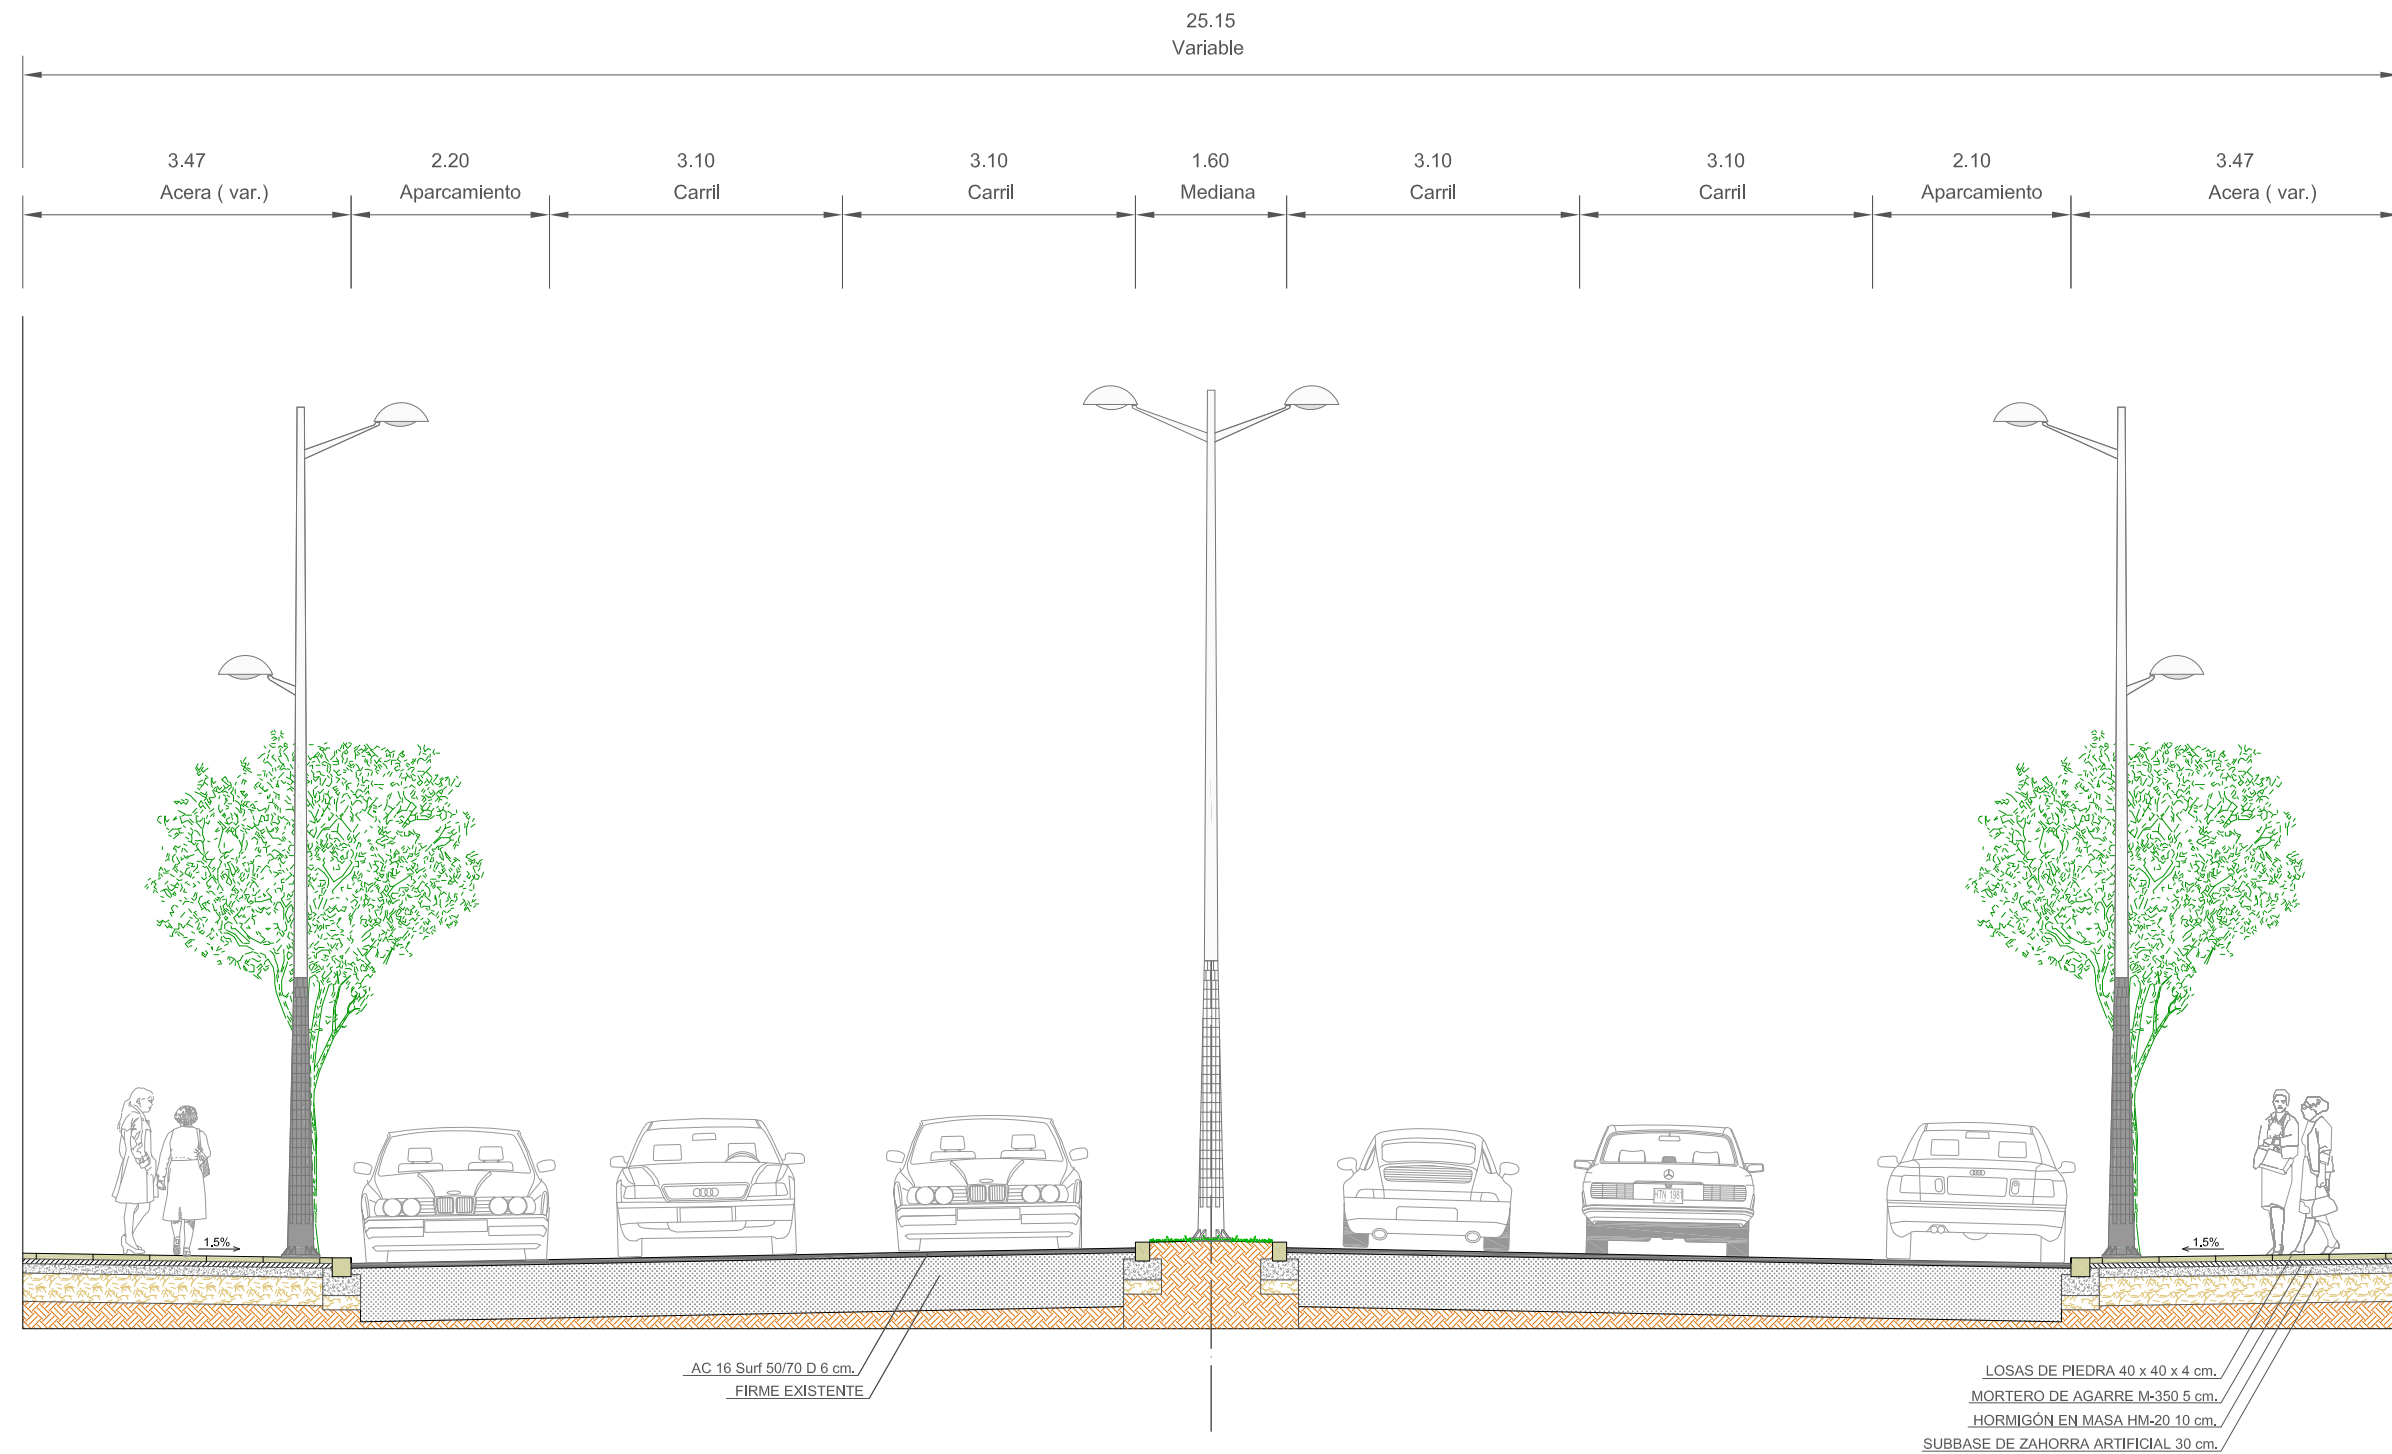 25.15
Variable
3.47
Acera ( var.)
2.20
Aparcamiento
3.10
Carril
3.10
Carril
1.60
Mediana
3.10
Carril
3.10
Carril
2.10
Aparcamiento
3.47
Acera ( var.)
HTN 1981
1.5%
1.5%
AC 16 Surf 50/70 D 6 cm.
FIRME EXISTENTE
LOSAS DE PIEDRA 40 x 40 x 4 cm.
MORTERO DE AGARRE M-350 5 cm.
HORMIGÓN EN MASA HM-20 10 cm.
SUBBASE DE ZAHORRA ARTIFICIAL 30 cm.